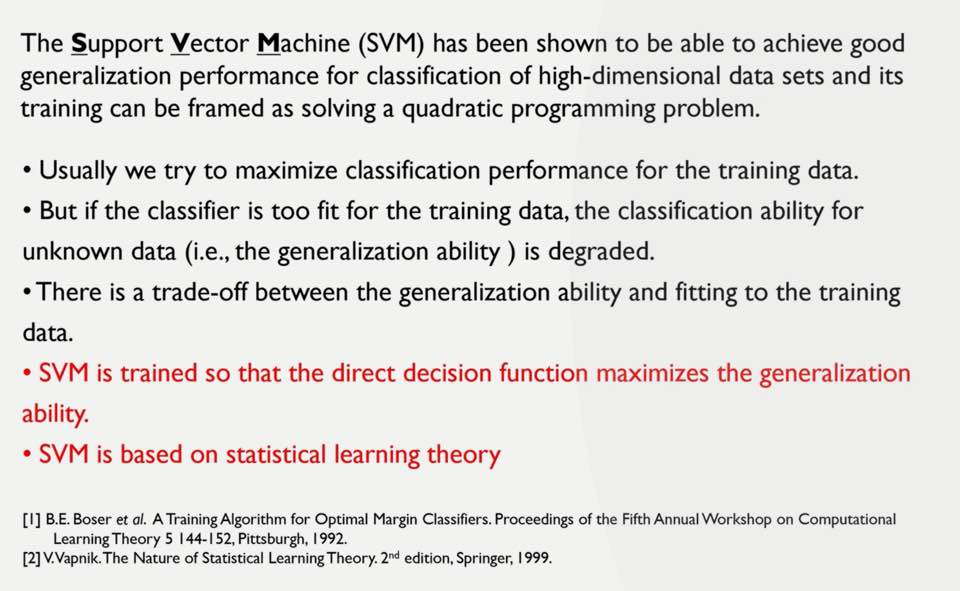 The Support Vector Machine (SVM) has been shown to be able to achieve good
generalization performance for classification of high-dimensional data sets and its
training can be framed as solving a quadratic programming problem.
• Usually we try to maximize classification performance for the training data.
• But if the classifier is too fit for the training data, the classification ability for
unknown data (i.e., the generalization ability ) is degraded.
• There is a trade-off between the generalization ability and fitting to the training
data.
• SVM is trained so that the direct decision function maximizes the generalization
ability.
• SVM is based on statistical learning theory
[1] B.E. Boser et al. A Training Algorithm for Optimal Margin Classifiers. Proceedings of the Fifth Annual Workshop on Computational
Learning Theory 5 144-152, Pittsburgh, 1992.
[2] V. Vapnik. The Nature of Statistical Learning Theory. 2nd edition, Springer, 1999.